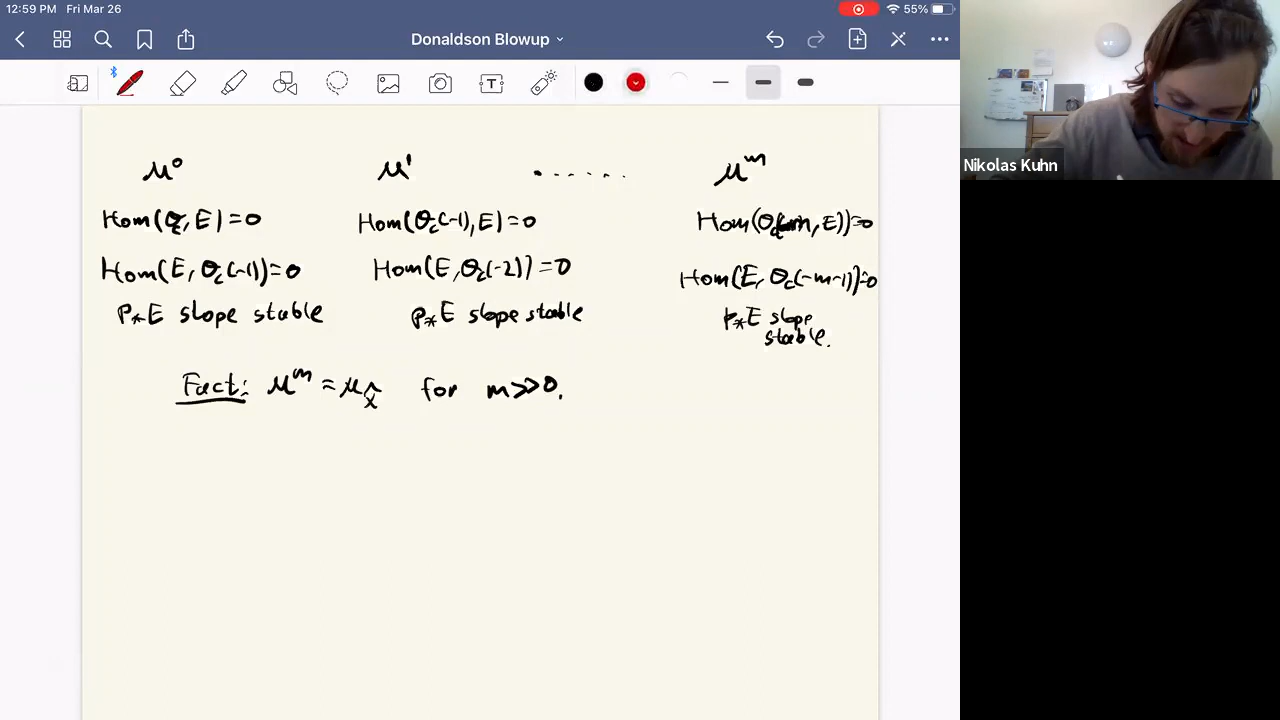 12:59 PM Fri Mar 26
55%
Donaldson Blowup
T
Nikolas Kuhn
μ⁰ μ¹ ..... μᵐ
Hom(O_C, E) = 0 Hom(O_C(-1), E) = 0 Hom(O_C(-m), E) = 0
Hom(E, O_C(-1)) = 0 Hom(E, O_C(-2)) = 0 Hom(E, O_C(-m-1)) = 0
P_*E slope stable P_*E slope stable P_*E slope
stable.
Fact: μᵐ ≈ μ_X̂ for m ≫ 0.